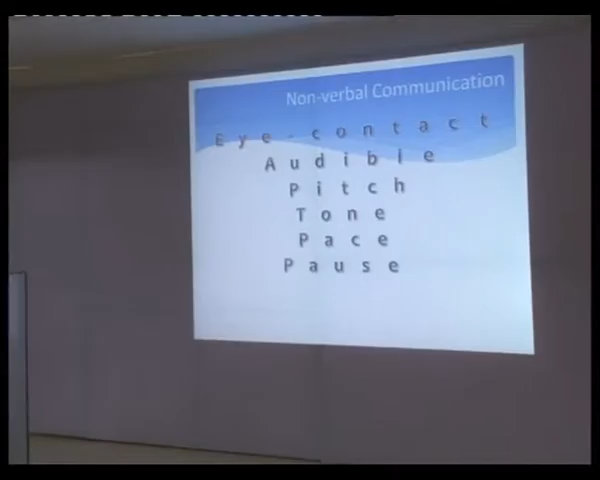 Non-verbal Communication
Eye-contact
Audible
Pitch
Tone
Pace
Pause